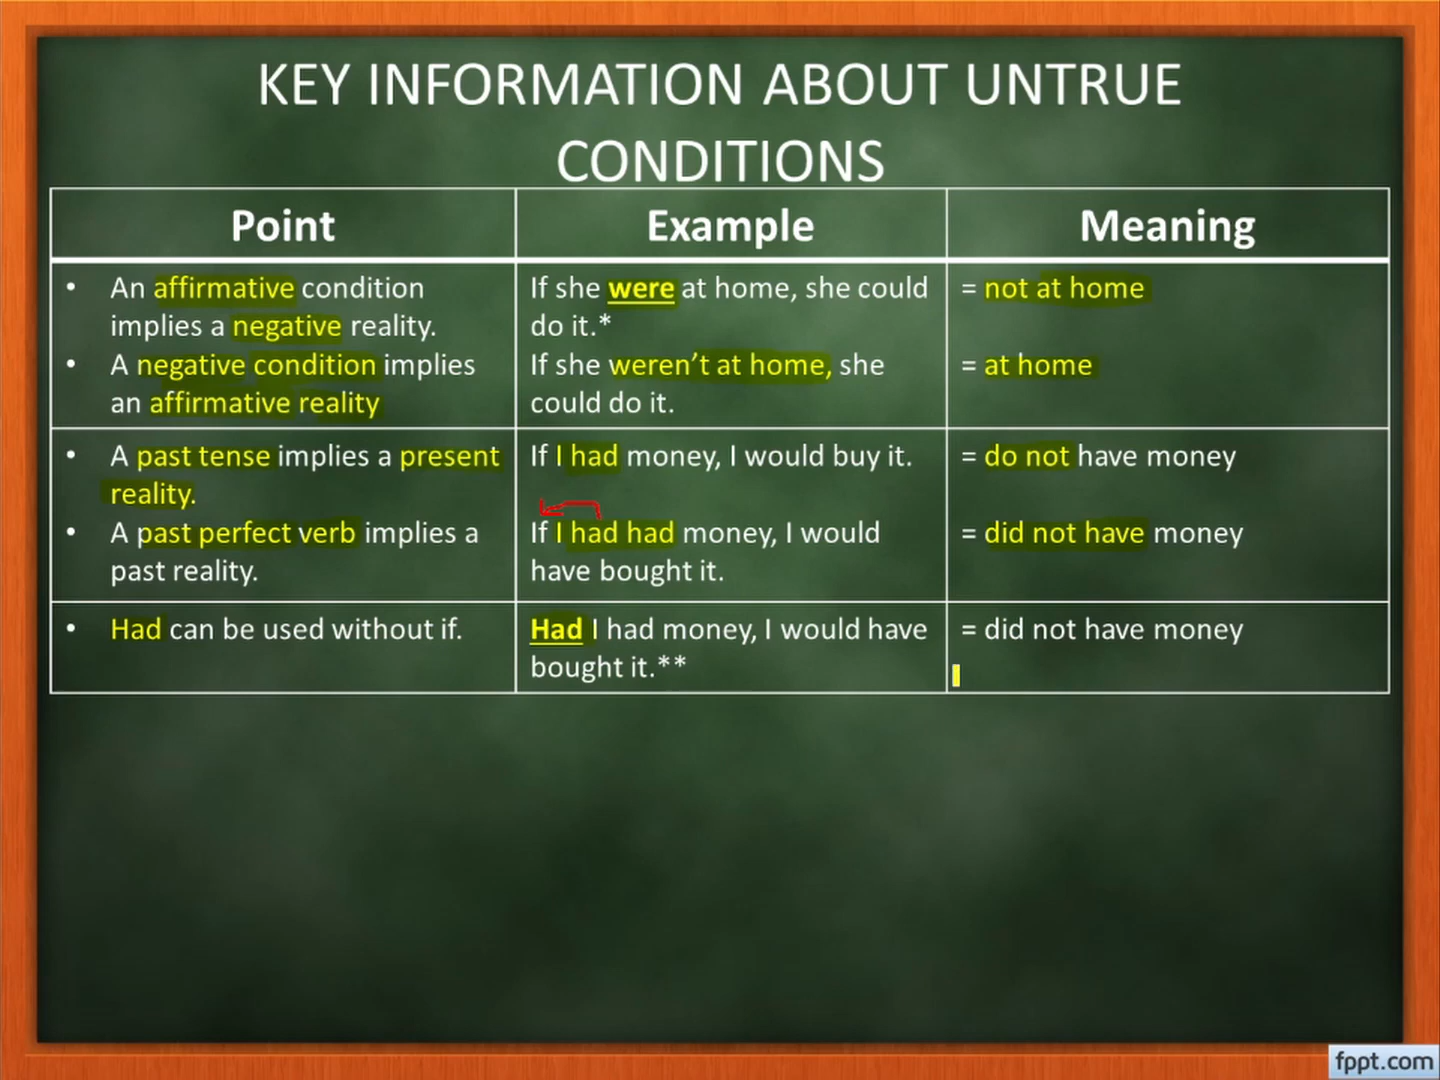 KEY INFORMATION ABOUT UNTRUE
CONDITIONS
Point
Example
Meaning
• An affirmative condition
implies a negative reality.
• A negative condition implies
an affirmative reality
If she were at home, she could
do it.*
If she weren’t at home, she
could do it.
= not at home
= at home
• A past tense implies a present
reality.
• A past perfect verb implies a
past reality.
If I had money, I would buy it.
If I had had money, I would
have bought it.
= do not have money
= did not have money
• Had can be used without if.
Had I had money, I would have
bought it.**
= did not have money
fppt.com